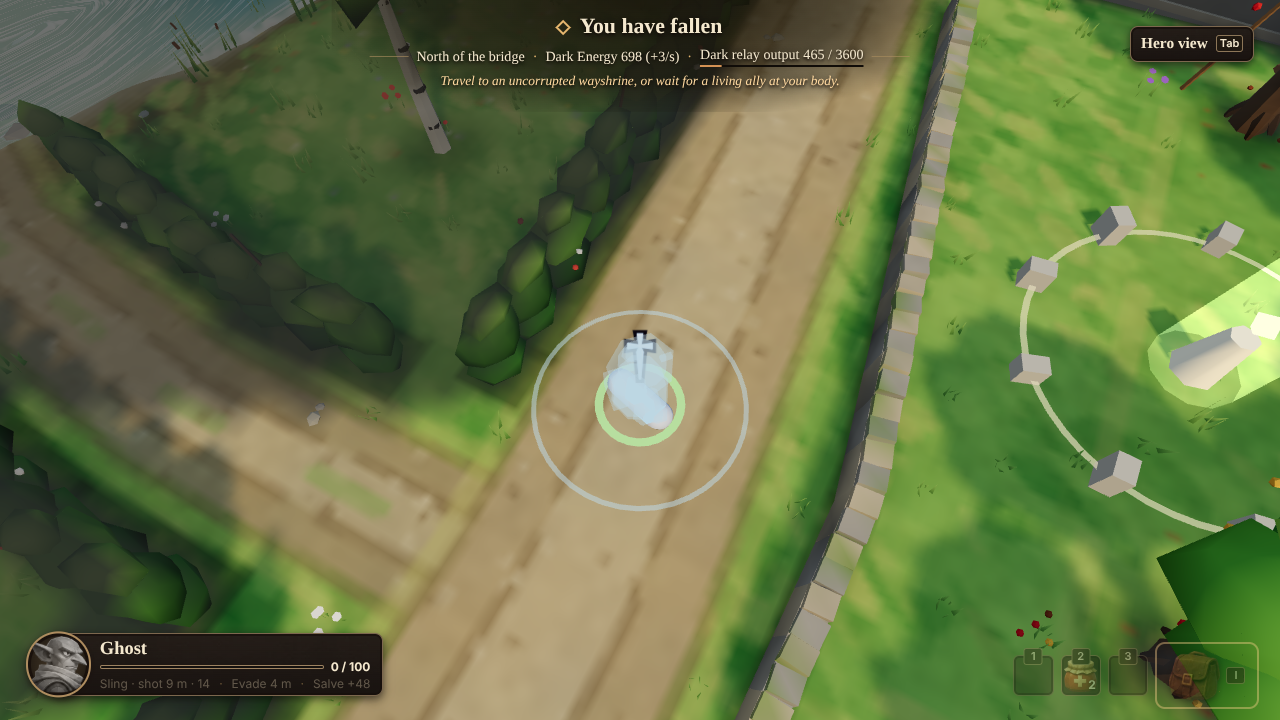 You have fallen
North of the bridge · Dark Energy 698 (+3/s) · Dark relay output 465 / 3600
Travel to an uncorrupted wayshrine, or wait for a living ally at your body.
Hero view Tab
Ghost
0 / 100
Sling · shot 9 m · 14 · Evade 4 m · Salve +48
1
2
3
2
I